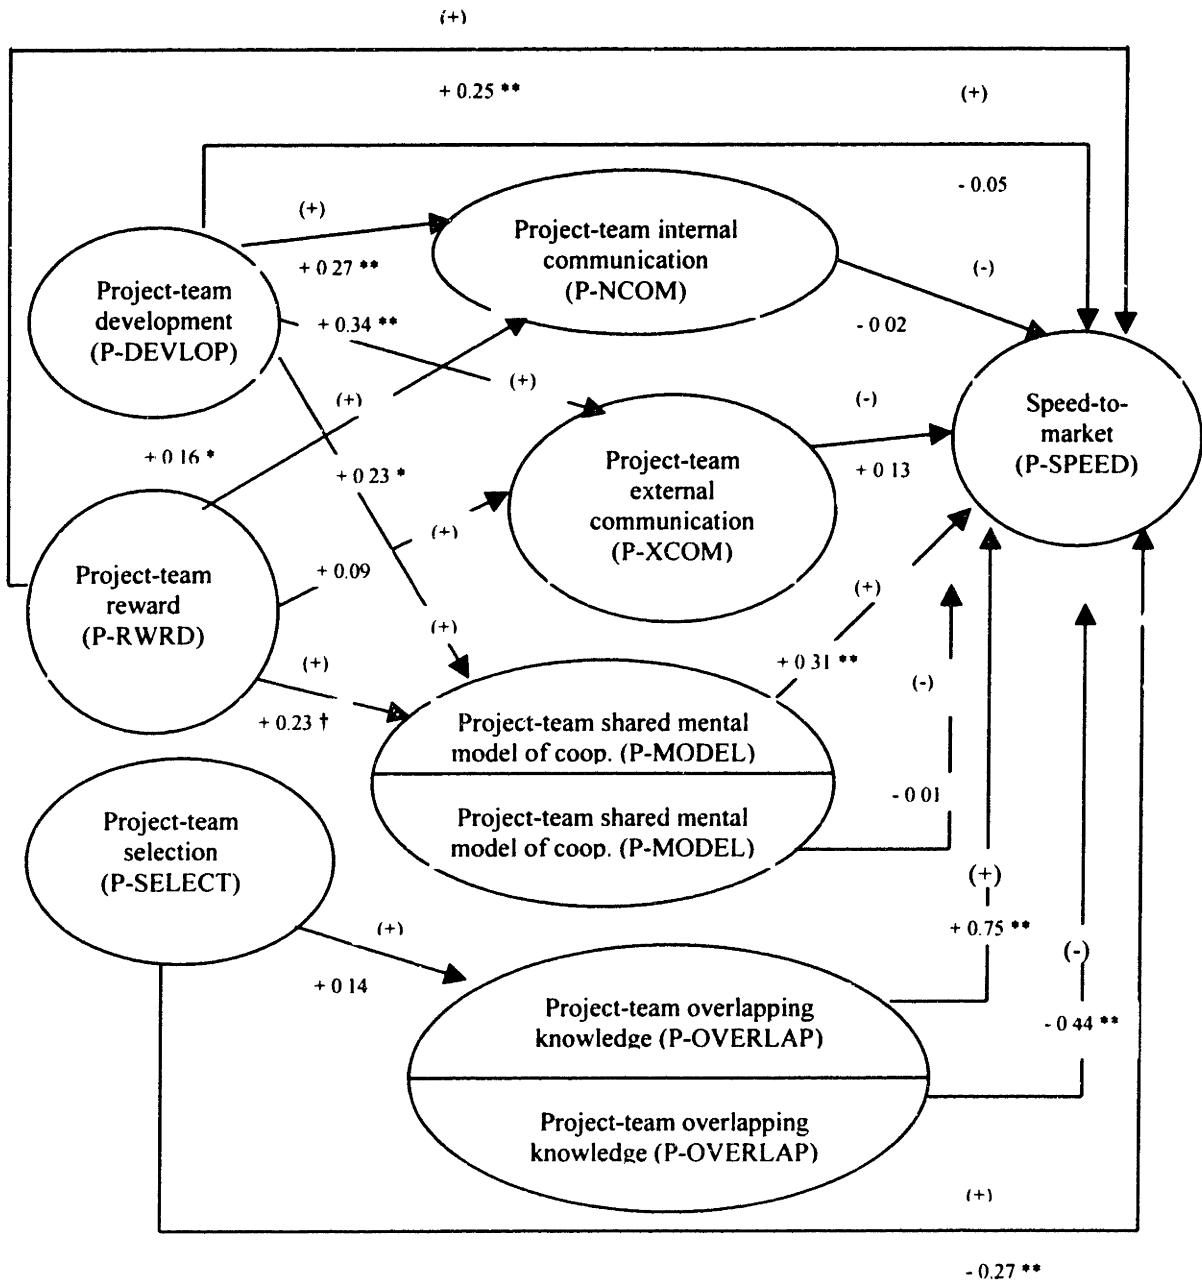 (+)
+ 0.25 **
(+)
- 0.05
(+)
Project-team internal
communication
(P-NCOM)
(-)
+ 0 27 **
Project-team
development
(P-DEVLOP)
+ 0.34 **
- 0 02
(+)
(+)
(-)
Speed-to-
market
(P-SPEED)
+ 0 16 *
+ 0 23 *
Project-team
external
communication
(P-XCOM)
+ 0 13
(+)
Project-team
reward
(P-RWRD)
+ 0.09
(+)
(+)
(+)
+ 0.31 **
(-)
+ 0.23 †
Project-team shared mental
model of coop. (P-MODEL)
- 0 01
Project-team shared mental
model of coop. (P-MODEL)
Project-team
selection
(P-SELECT)
(+)
(+)
+ 0.75 **
(-)
+ 0 14
Project-team overlapping
knowledge (P-OVERLAP)
- 0 44 **
Project-team overlapping
knowledge (P-OVERLAP)
(+)
- 0.27 **